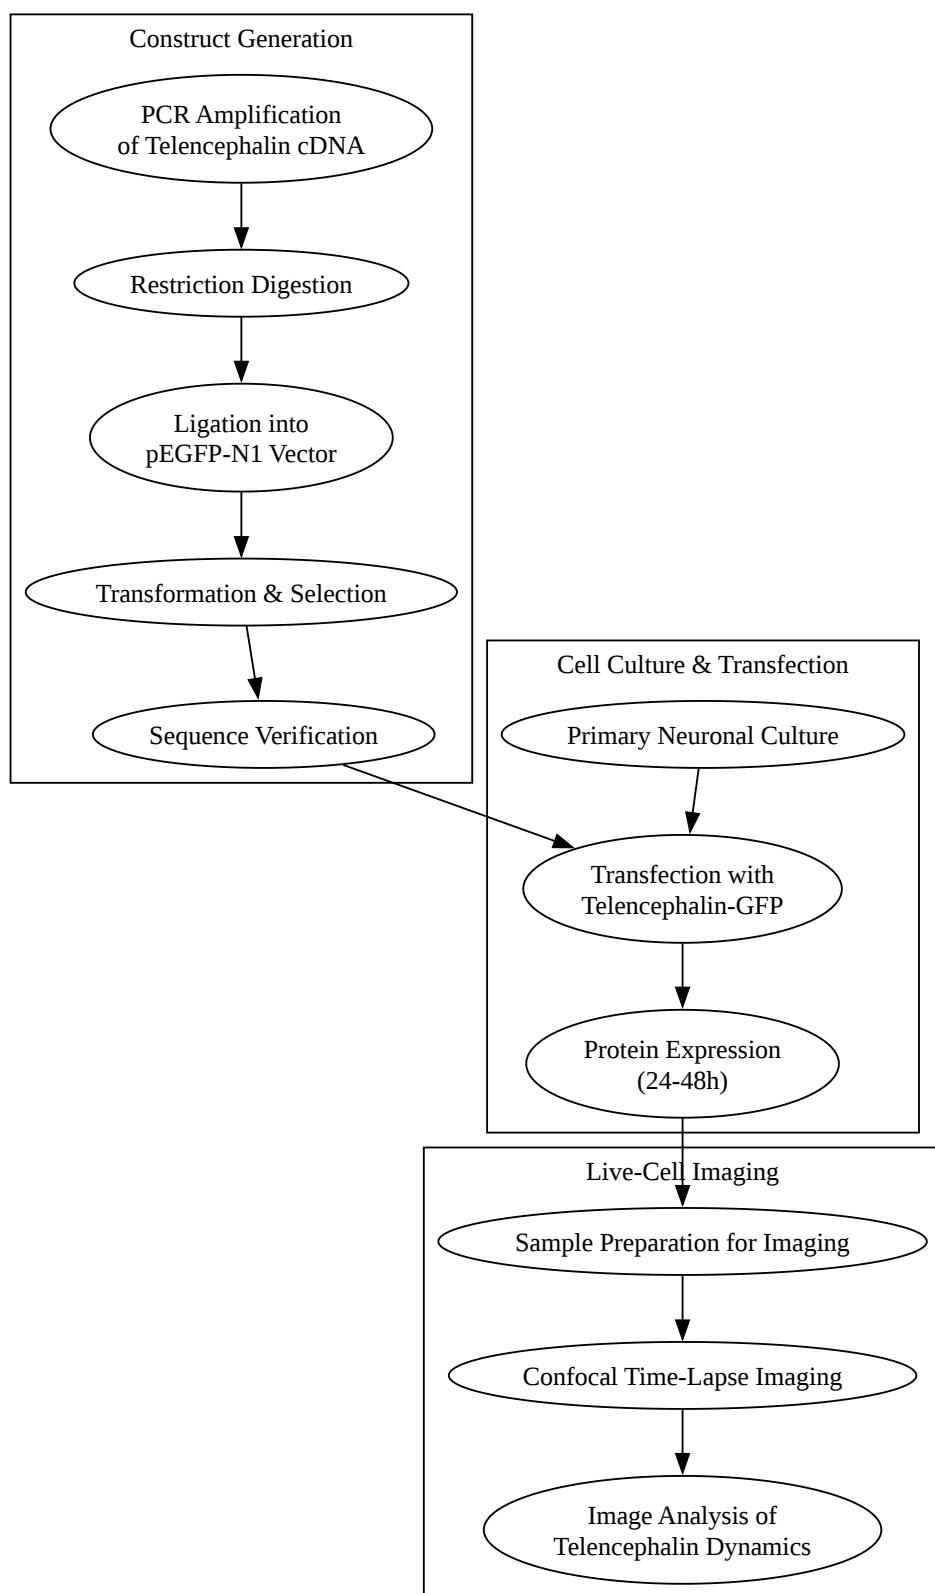 Construct Generation
PCR Amplification
of Telencephalin cDNA
Restriction Digestion
Ligation into
pEGFP-N1 Vector
Transformation & Selection
Sequence Verification
Cell Culture & Transfection
Primary Neuronal Culture
Transfection with
Telencephalin-GFP
Protein Expression
(24-48h)
Live-Cell Imaging
Sample Preparation for Imaging
Confocal Time-Lapse Imaging
Image Analysis of
Telencephalin Dynamics